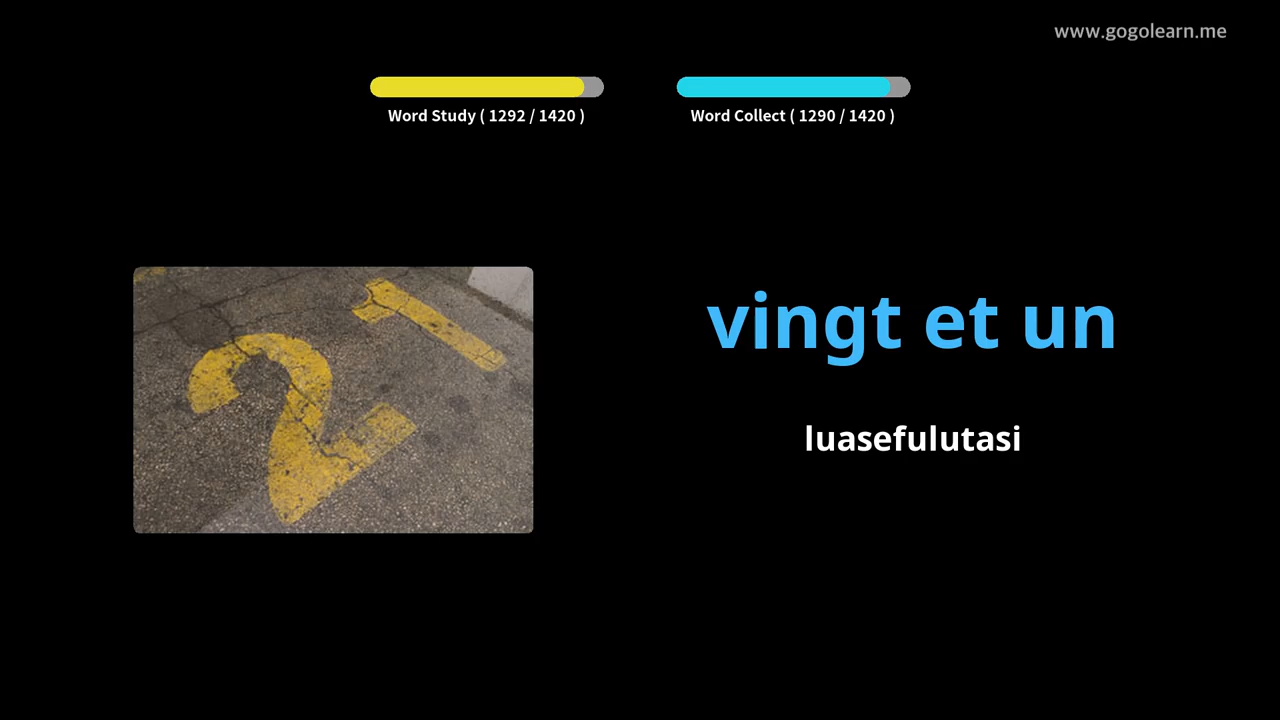 www.gogolearn.me
Word Study ( 1292 / 1420 )
Word Collect ( 1290 / 1420 )
21
vingt et un
luasefulutasi